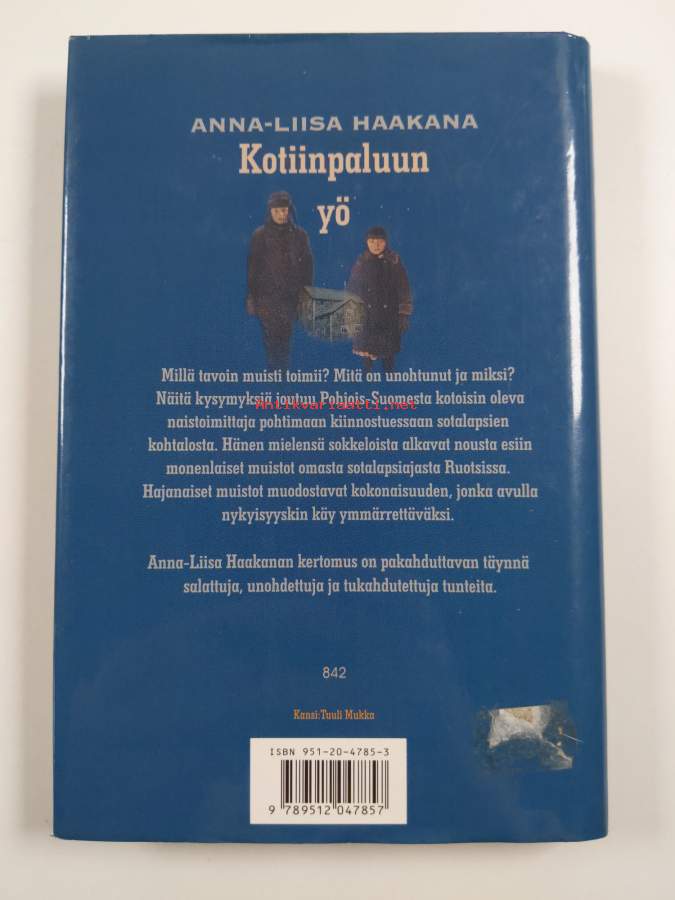 ANNA-LIISA HAAKANA
Kotiinpaluun
yö
Millä tavoin muisti toimii? Mitä on unohtunut ja miksi?
Näitä kysymyksiä joutuu Pohjois-Suomesta kotoisin oleva
Antikvariaatti.net
naistoimittaja pohtimaan kiinnostuessaan sotalapsien
kohtalosta. Hänen mielensä sokkeloista alkavat nousta esiin
monenlaiset muistot omasta sotalapsiajasta Ruotsissa.
Hajanaiset muistot muodostavat kokonaisuuden, jonka avulla
nykyisyyskin käy ymmärrettäväksi.
Anna-Liisa Haakanan kertomus on pakahduttavan täynnä
salattuja, unohdettuja ja tukahdutettuja tunteita.
842
Kansi:Tuuli Mukka
ISBN 951-20-4785-3
9 789512 047857